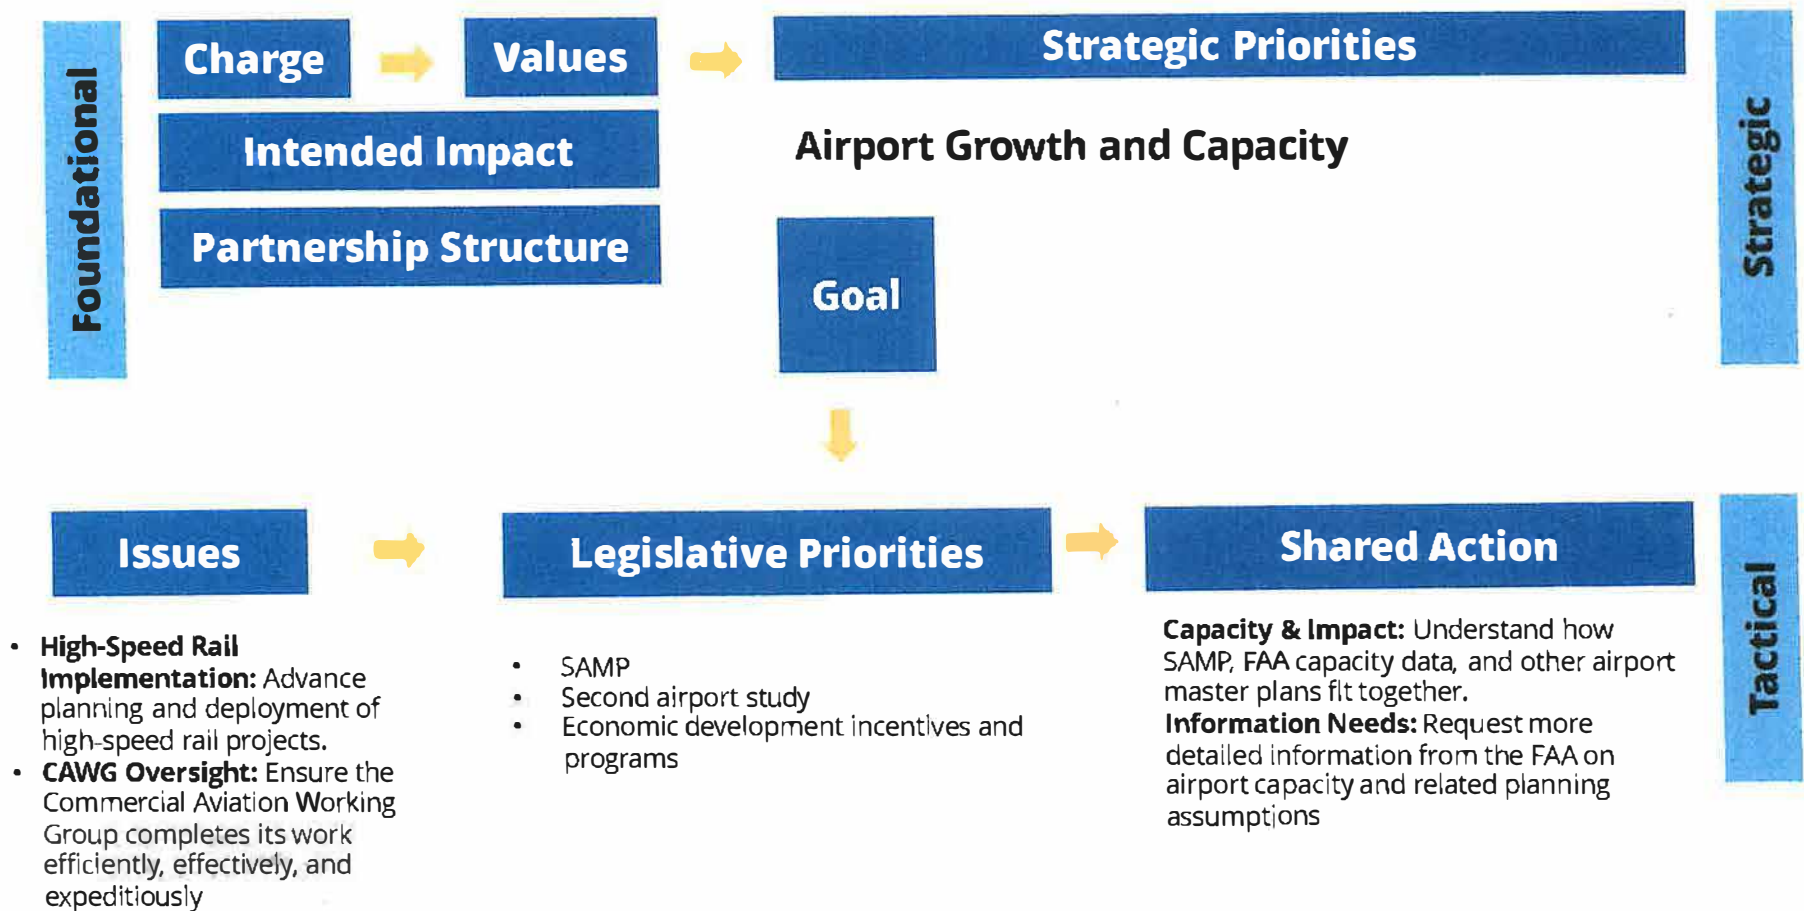 Foundational
Charge
Values
Strategic Priorities
Strategic
Intended Impact
Airport Growth and Capacity
Partnership Structure
Goal
Issues
Legislative Priorities
Shared Action
Tactical
• High-Speed Rail
Implementation: Advance
planning and deployment of
high-speed rail projects.
• CAWG Oversight: Ensure the
Commercial Aviation Working
Group completes its work
efficiently, effectively, and
expeditiously
• SAMP
• Second airport study
• Economic development incentives and
programs
Capacity & Impact: Understand how
SAMP, FAA capacity data, and other airport
master plans fit together.
Information Needs: Request more
detailed information from the FAA on
airport capacity and related planning
assumptions